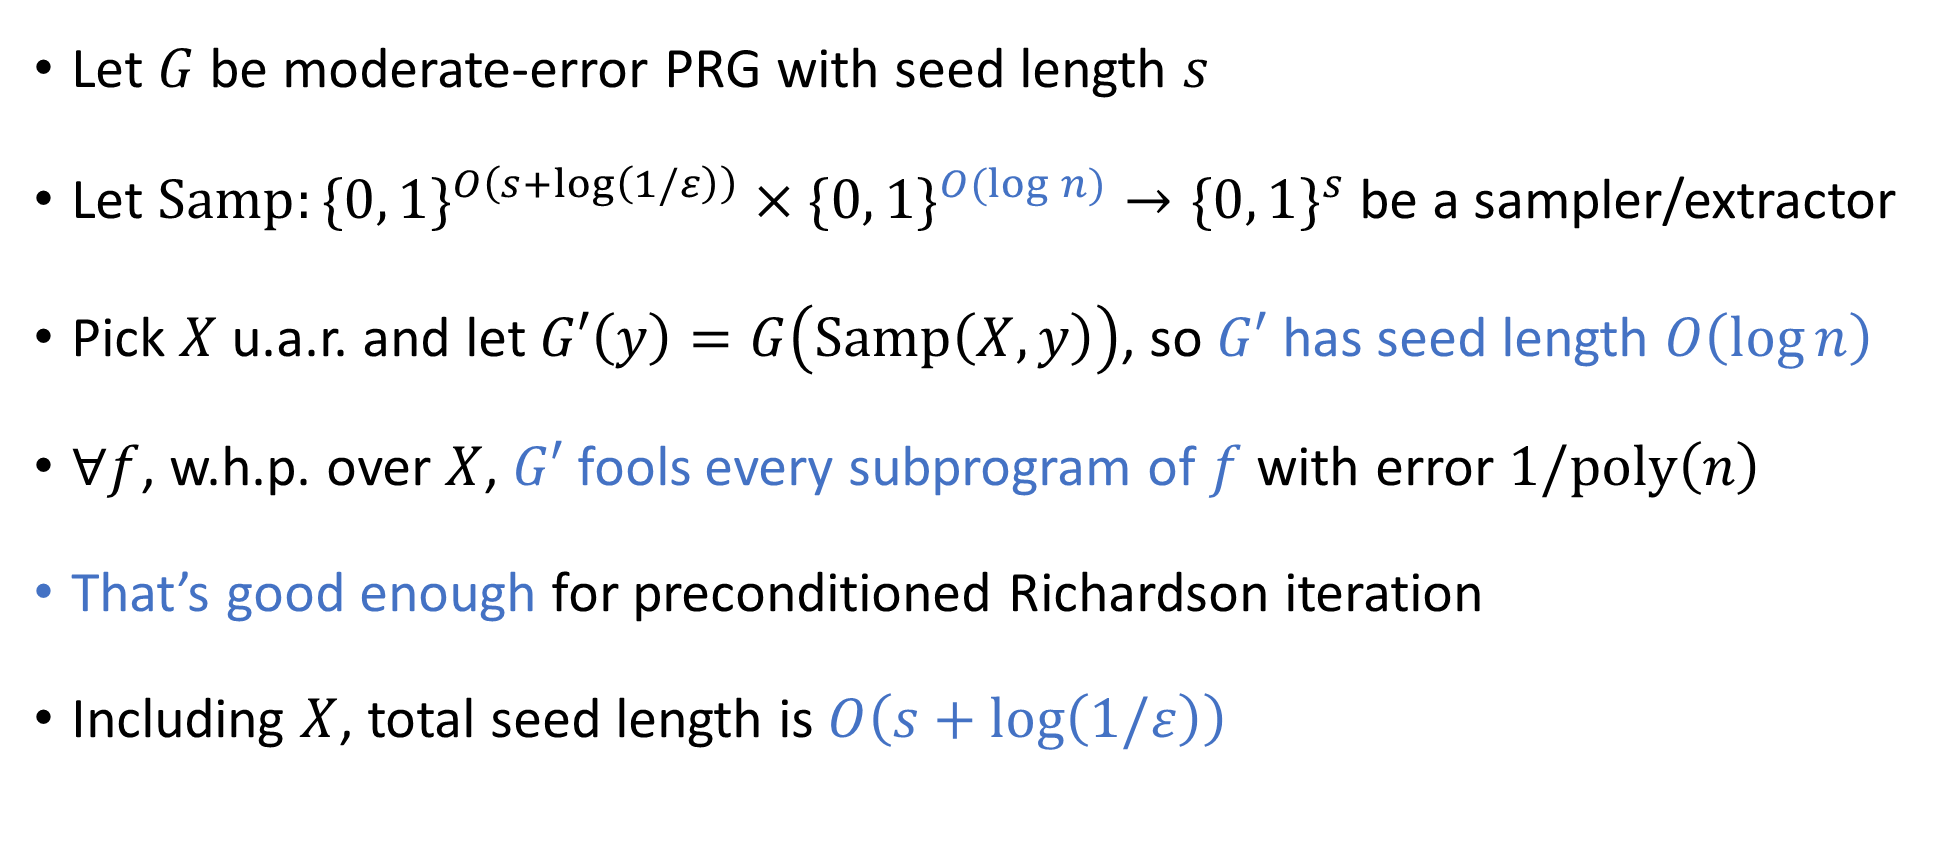 • Let 𝐺 be moderate-error PRG with seed length 𝑠
• Let Samp: {0, 1}^{𝑂(𝑠+log(1/𝜀))} × {0, 1}^{𝑂(log 𝑛)} → {0, 1}^𝑠 be a sampler/extractor
• Pick 𝑋 u.a.r. and let 𝐺′(𝑦) = 𝐺(Samp(𝑋, 𝑦)), so 𝐺′ has seed length 𝑂(log 𝑛)
• ∀𝑓, w.h.p. over 𝑋, 𝐺′ fools every subprogram of 𝑓 with error 1/poly(𝑛)
• That’s good enough for preconditioned Richardson iteration
• Including 𝑋, total seed length is 𝑂(𝑠 + log(1/𝜀))